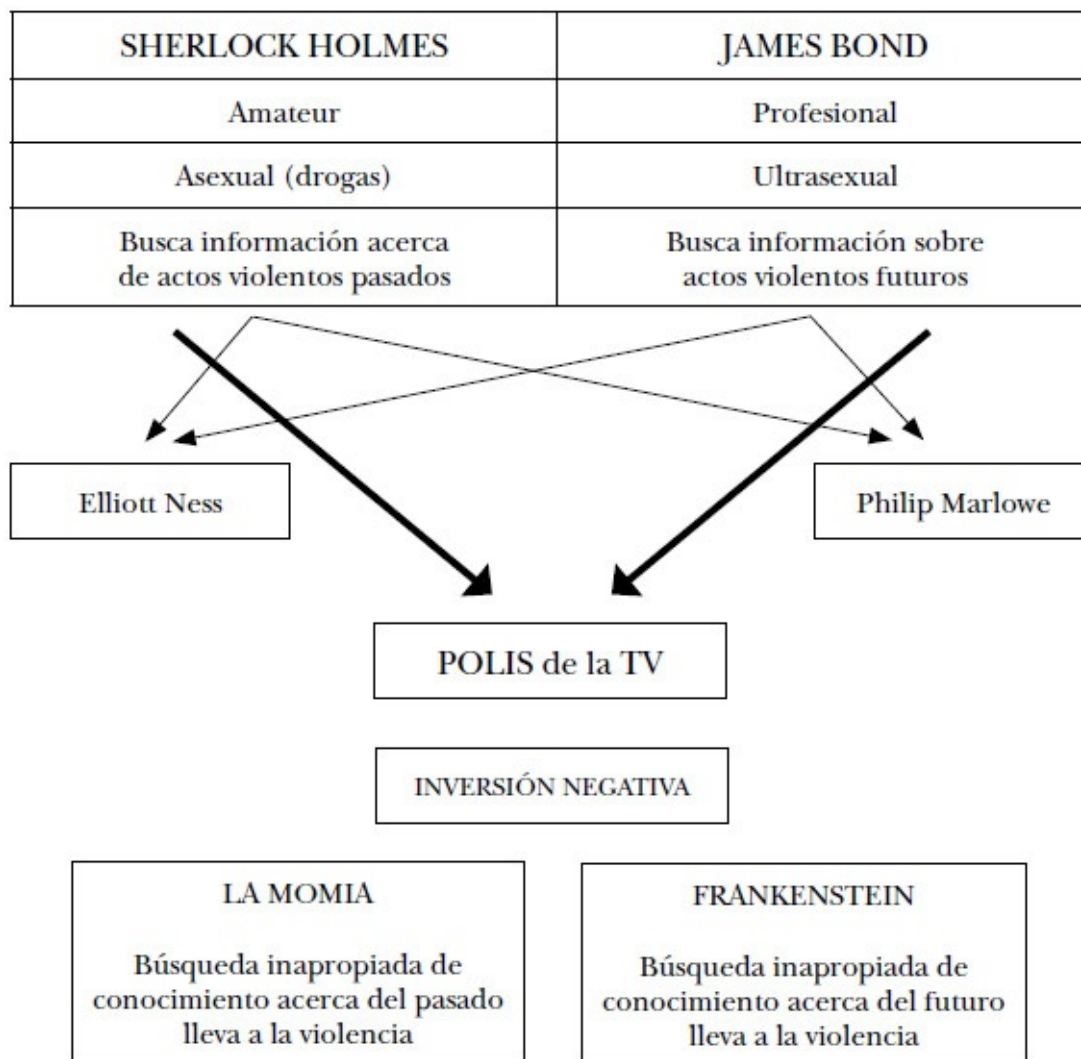 SHERLOCK HOLMES
JAMES BOND
Amateur
Profesional
Asexual (drogas)
Ultrasexual
Busca información acerca
de actos violentos pasados
Busca información sobre
actos violentos futuros
Elliott Ness
Philip Marlowe
POLIS de la TV
INVERSIÓN NEGATIVA
LA MOMIA
Búsqueda inapropiada de
conocimiento acerca del pasado
lleva a la violencia
FRANKENSTEIN
Búsqueda inapropiada de
conocimiento acerca del futuro
lleva a la violencia